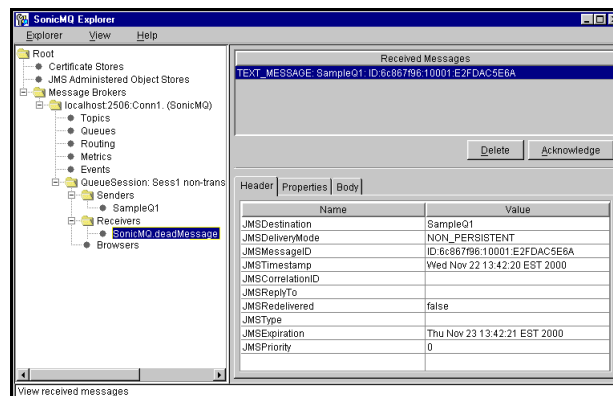 SonicMQ Explorer
Explorer View Help
Root
Certificate Stores
JMS Administered Object Stores
Message Brokers
localhost:2506:Conn1. (SonicMQ)
Topics
Queues
Routing
Metrics
Events
QueueSession: Sess1 non-trans
Senders
SampleQ1
Receivers
SonicMQ.deadMessage
Browsers
Received Messages
TEXT_MESSAGE: SampleQ1: ID:6c867f96:10001:E2FDAC5E6A
Delete Acknowledge
Header Properties Body
Name Value
JMSDestination SampleQ1
JMSDeliveryMode NON_PERSISTENT
JMSMessageID ID:6c867f96:10001:E2FDAC5E6A
JMSTimestamp Wed Nov 22 13:42:20 EST 2000
JMSCorrelationID
JMSReplyTo
JMSRedelivered false
JMSType
JMSExpiration Thu Nov 23 13:42:21 EST 2000
JMSPriority 0
View received messages